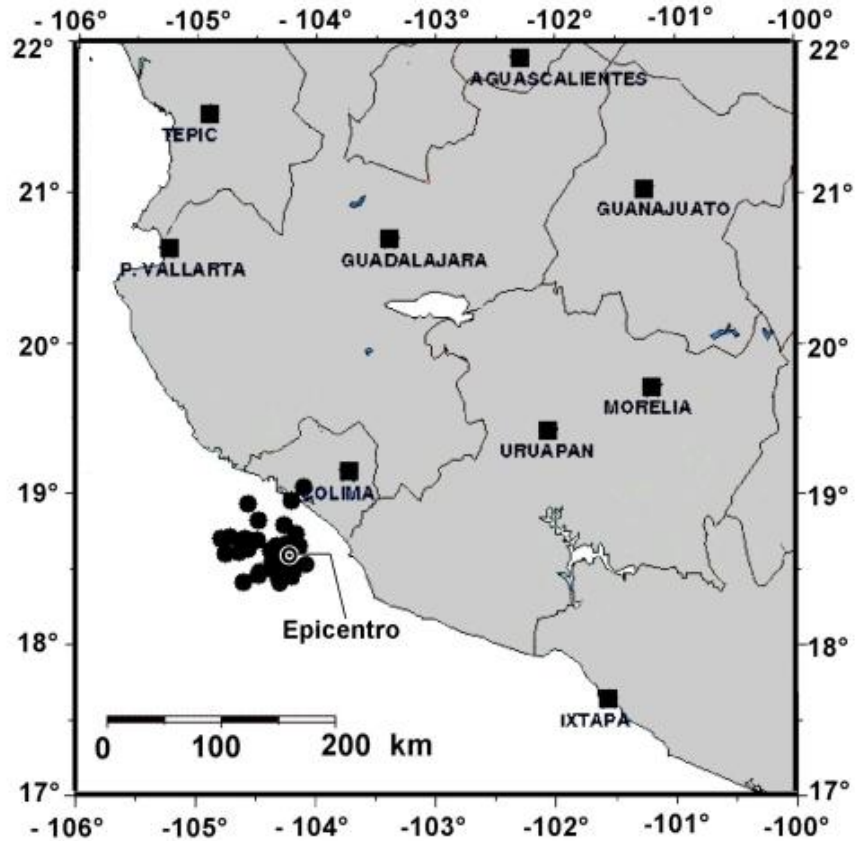 - 106° -105° - 104° -103° -102° -101° -100°
22° 22°
AGUASCALIENTES
TEPIC
21° 21°
GUANAJUATO
P. VALLARTA GUADALAJARA
20° 20°
MORELIA
URUAPAN
19° COLIMA 19°
Epicentro
18° 18°
IXTAPA
0 100 200 km
17° 17°
- 106° -105° - 104° -103° -102° -101° -100°